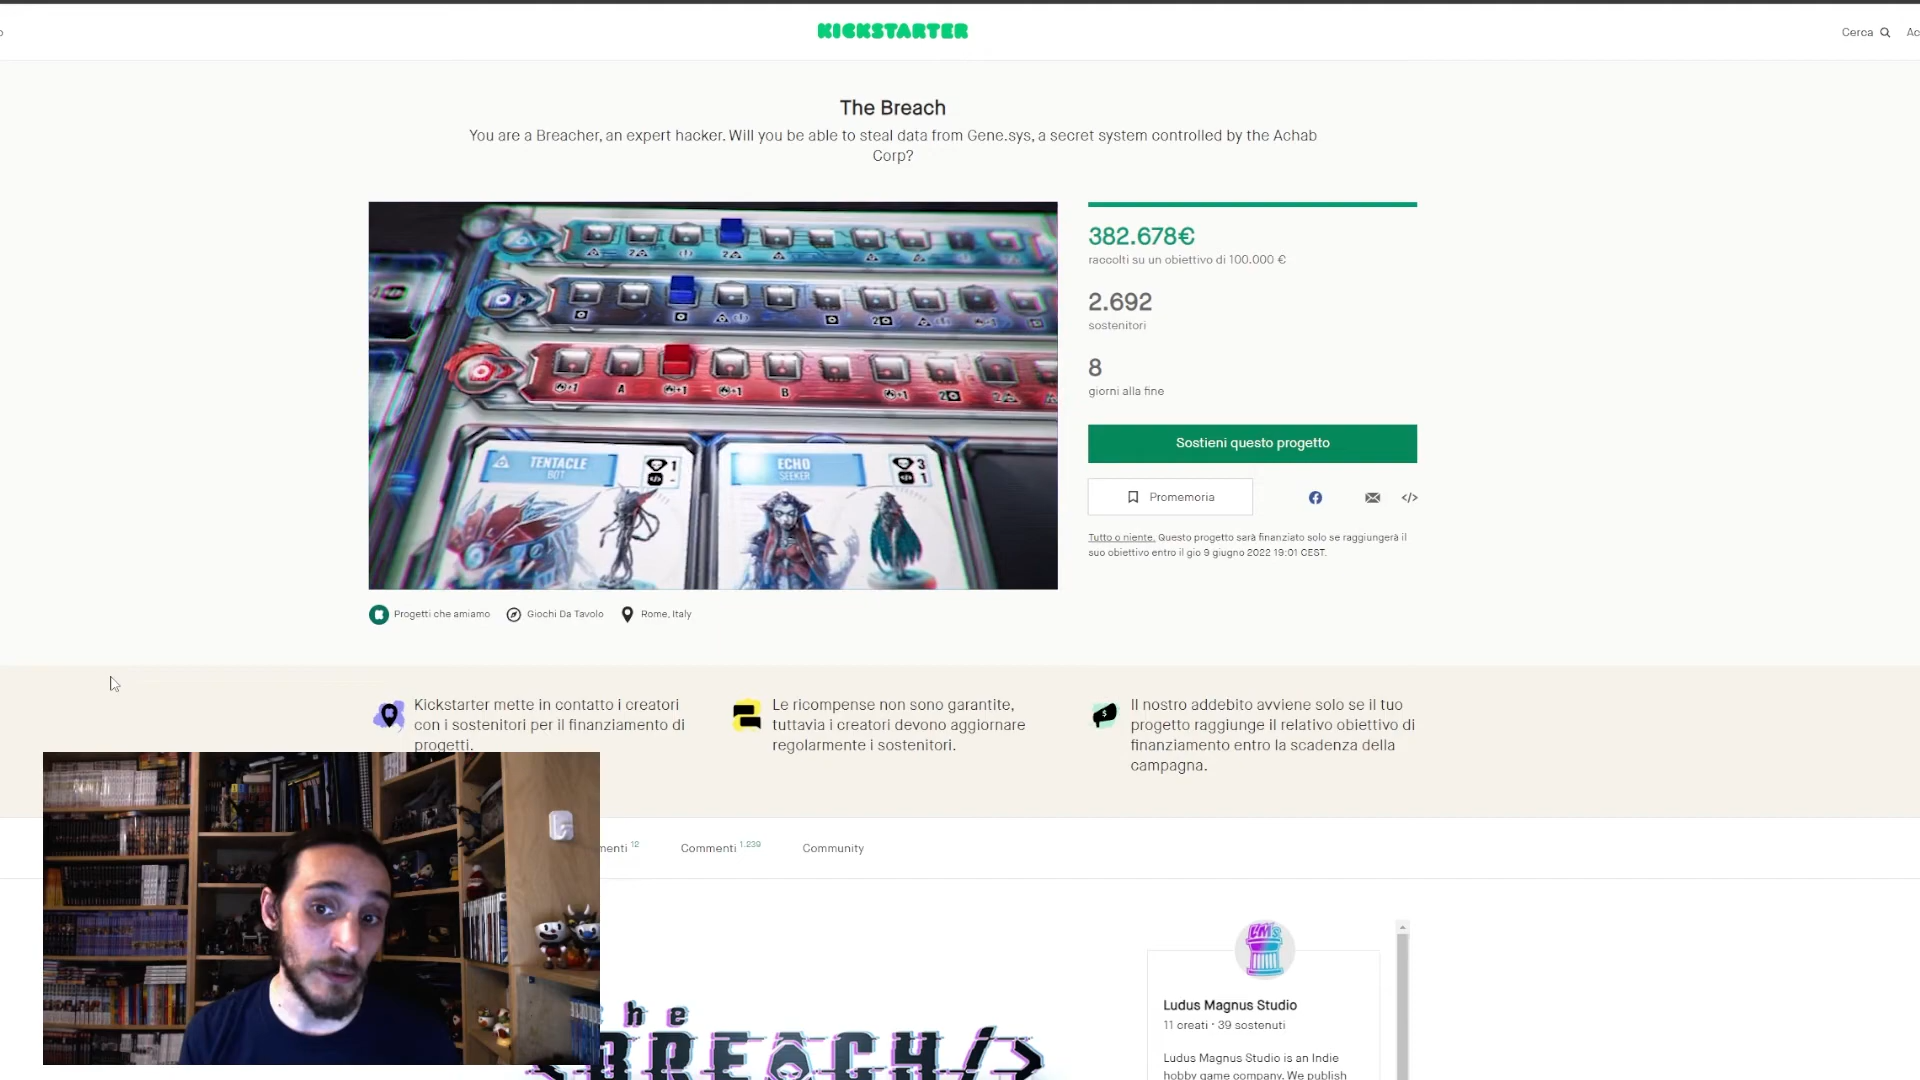 KICKSTARTER
Cerca
The Breach
You are a Breacher, an expert hacker. Will you be able to steal data from Gene.sys, a secret system controlled by the Achab
Corp?
382.678€
raccolti su un obiettivo di 100.000 €
2.692
sostenitori
8
giorni alla fine
Sostieni questo progetto
Promemoria
Tutto o niente. Questo progetto sarà finanziato solo se raggiungerà il
suo obiettivo entro il gio 9 giugno 2022 19:01 CEST.
TENTACLE
BOT
1
ECHO
SEEKER
3
1
A
B
Progetti che amiamo
Giochi Da Tavolo
Rome, Italy
Kickstarter mette in contatto i creatori
con i sostenitori per il finanziamento di
progetti.
Le ricompense non sono garantite,
tuttavia i creatori devono aggiornare
regolarmente i sostenitori.
Il nostro addebito avviene solo se il tuo
progetto raggiunge il relativo obiettivo di
finanziamento entro la scadenza della
campagna.
menti 12
Commenti 1.239
Community
he
BREACH/>
LMS
Ludus Magnus Studio
11 creati · 39 sostenuti
Ludus Magnus Studio is an Indie
hobby game company. We publish